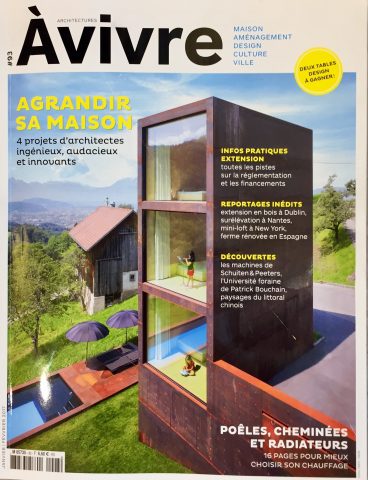 ARCHITECTURES
Àvivre
#93
MAISON
AMÉNAGEMENT
DESIGN
CULTURE
VILLE
DEUX TABLES
DESIGN
À GAGNER!
AGRANDIR
SA MAISON
4 projets d'architectes
ingénieux, audacieux
et innovants
INFOS PRATIQUES
EXTENSION
toutes les pistes
sur la réglementation
et les financements
REPORTAGES INÉDITS
extension en bois à Dublin,
surélévation à Nantes,
mini-loft à New York,
ferme rénovée en Espagne
DÉCOUVERTES
les machines de
Schuiten & Peeters,
l'Université foraine
de Patrick Bouchain,
paysages du littoral
chinois
POÊLES, CHEMINÉES
ET RADIATEURS
16 PAGES POUR MIEUX
CHOISIR SON CHAUFFAGE
JANVIER / FÉVRIER 2017